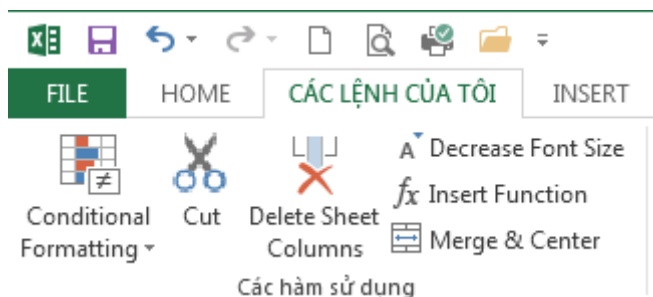 FILE HOME CÁC LỆNH CỦA TÔI INSERT
Conditional Formatting
Cut
Delete Sheet Columns
Decrease Font Size
Insert Function
Merge & Center
Các hàm sử dụng